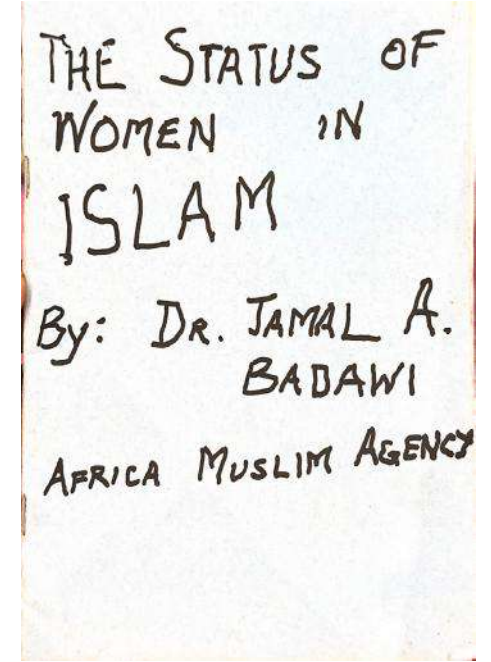 THE STATUS OF
WOMEN IN
ISLAM
By: DR. JAMAL A.
BADAWI
AFRICA MUSLIM AGENCY